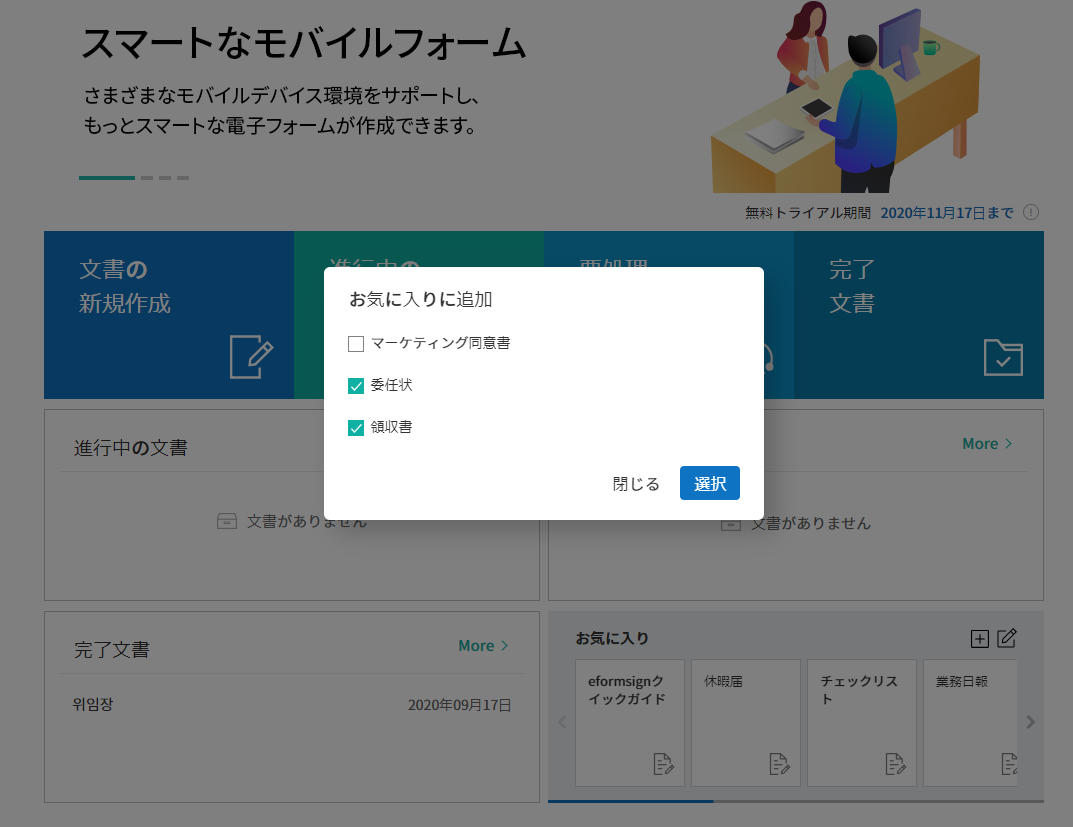 スマートなモバイルフォーム
さまざまなモバイルデバイス環境をサポートし、
もっとスマートな電子フォームが作成できます。
無料トライアル期間 2020年11月17日まで
文書の
新規作成
進行中の
要処理
完了
文書
お気に入りに追加
マーケティング同意書
委任状
領収書
閉じる
選択
進行中の文書
文書がありません
More
文書がありません
完了文書
More
위임장
2020年09月17日
お気に入り
eformsignク
イックガイド
休暇届
チェックリス
ト
業務日報